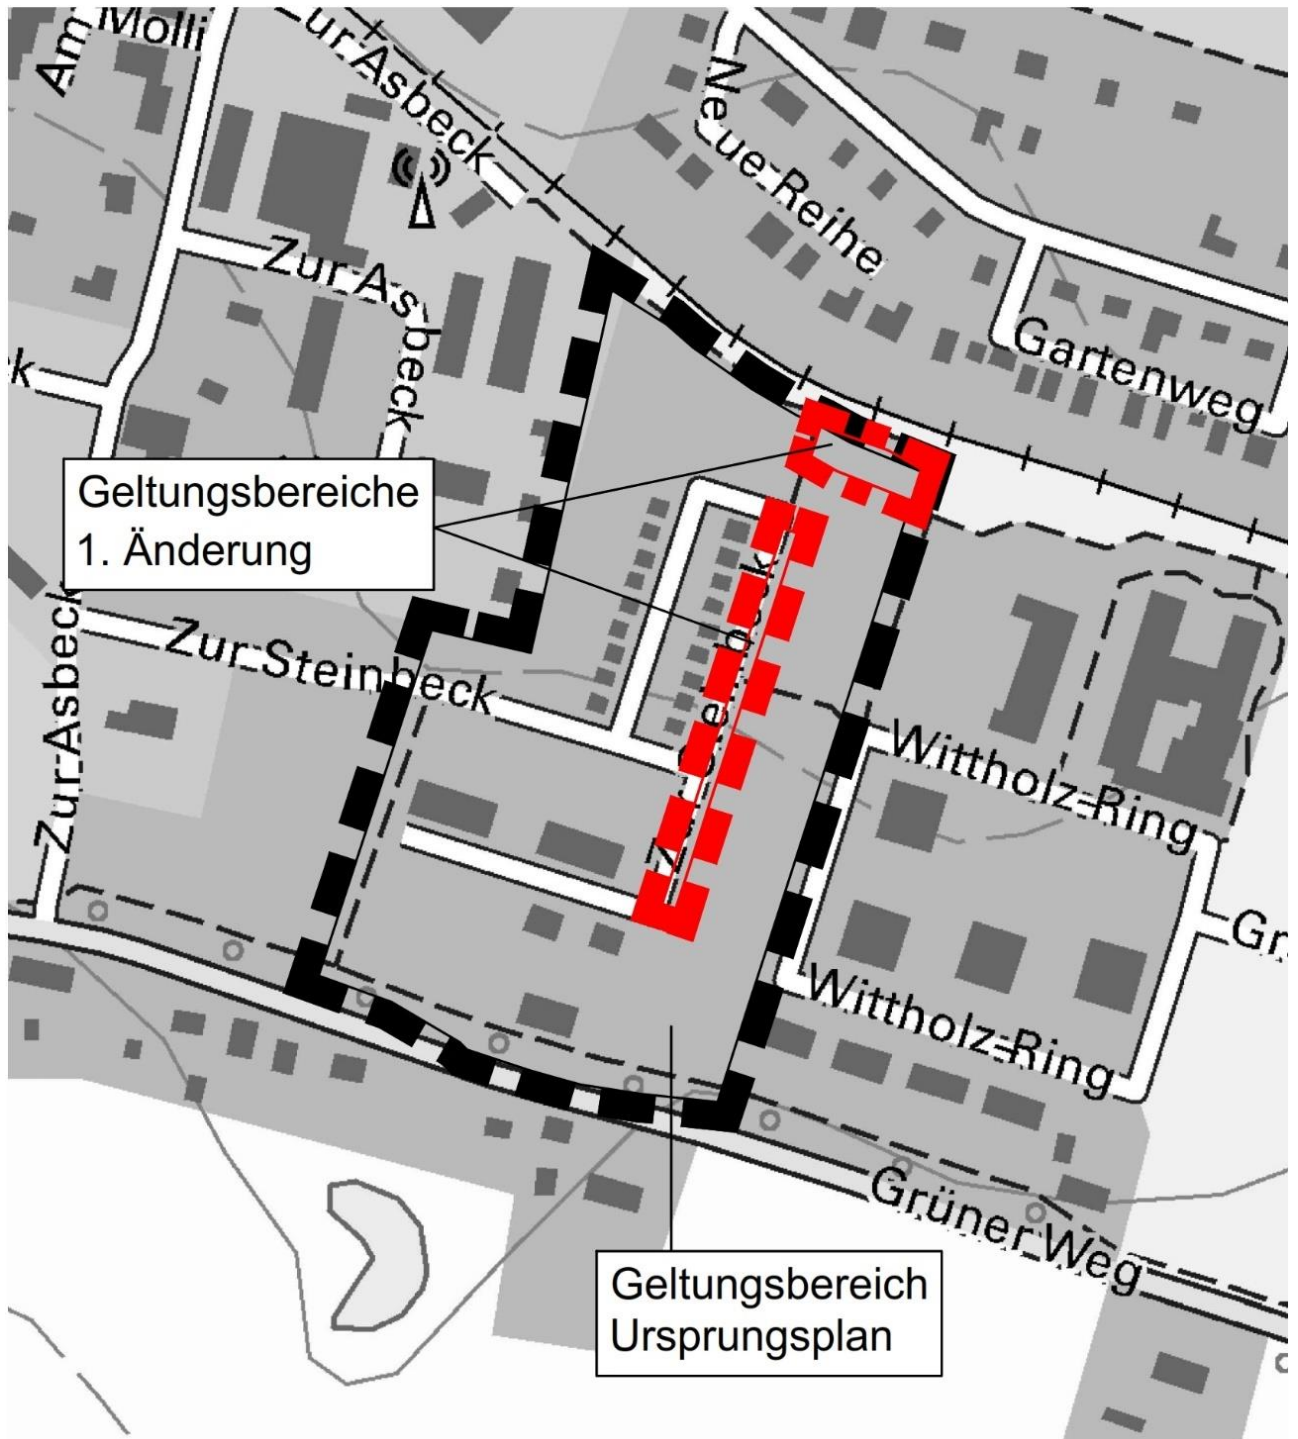 Am
Molli
Zur Asbeck
Neue Reihe
Zur Asbeck
Gartenweg
k
Geltungsbereiche
1. Änderung
Zur Asbeck
Zur Steinbeck
Wittholz-Ring
Gr
Wittholz-Ring
Grüner Weg
Geltungsbereich
Ursprungsplan